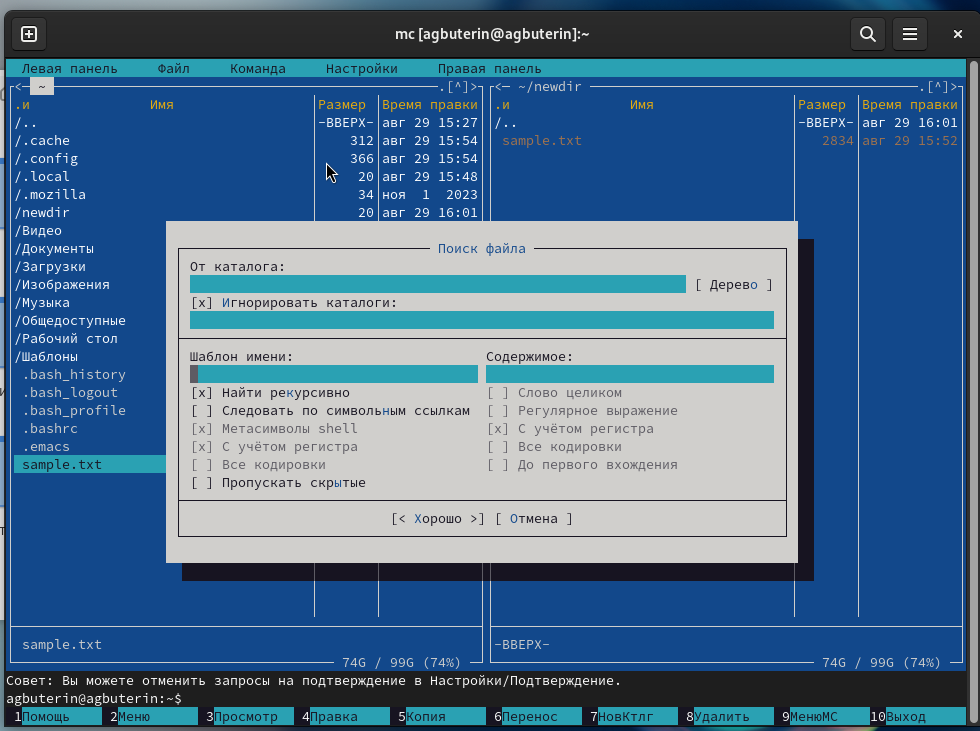 mc [agbuterin@agbuterin]:~
Левая панель Файл Команда Настройки Правая панель
<─ ~ .[^]> <─ ~/newdir .[^]>
.и Имя Размер Время правки .и Имя Размер Время правки
/.. -ВВЕРХ- авг 29 15:27 /.. -ВВЕРХ- авг 29 16:01
/.cache 312 авг 29 15:54 sample.txt 2834 авг 29 15:52
/.config 366 авг 29 15:54
/.local 20 авг 29 15:48
/.mozilla 34 ноя 1 2023
/newdir 20 авг 29 16:01
/Видео
/Документы
/Загрузки
/Изображения
/Музыка
/Общедоступные
/Рабочий стол
/Шаблоны
.bash_history
.bash_logout
.bash_profile
.bashrc
.emacs
sample.txt
Поиск файла
От каталога:
[ Дерево ]
[x] Игнорировать каталоги:
Шаблон имени: Содержимое:
[x] Найти рекурсивно [ ] Слово целиком
[ ] Следовать по символьным ссылкам [ ] Регулярное выражение
[x] Метасимволы shell [x] С учётом регистра
[x] С учётом регистра [ ] Все кодировки
[ ] Все кодировки [ ] До первого вхождения
[ ] Пропускать скрытые
[< Хорошо >] [ Отмена ]
sample.txt -ВВЕРХ-
74G / 99G (74%) 74G / 99G (74%)
Совет: Вы можете отменить запросы на подтверждение в Настройки/Подтверждение.
agbuterin@agbuterin:~$
1Помощь 2Меню 3Просмотр 4Правка 5Копия 6Перенос 7НовКтлг 8Удалить 9МенюMC 10Выход